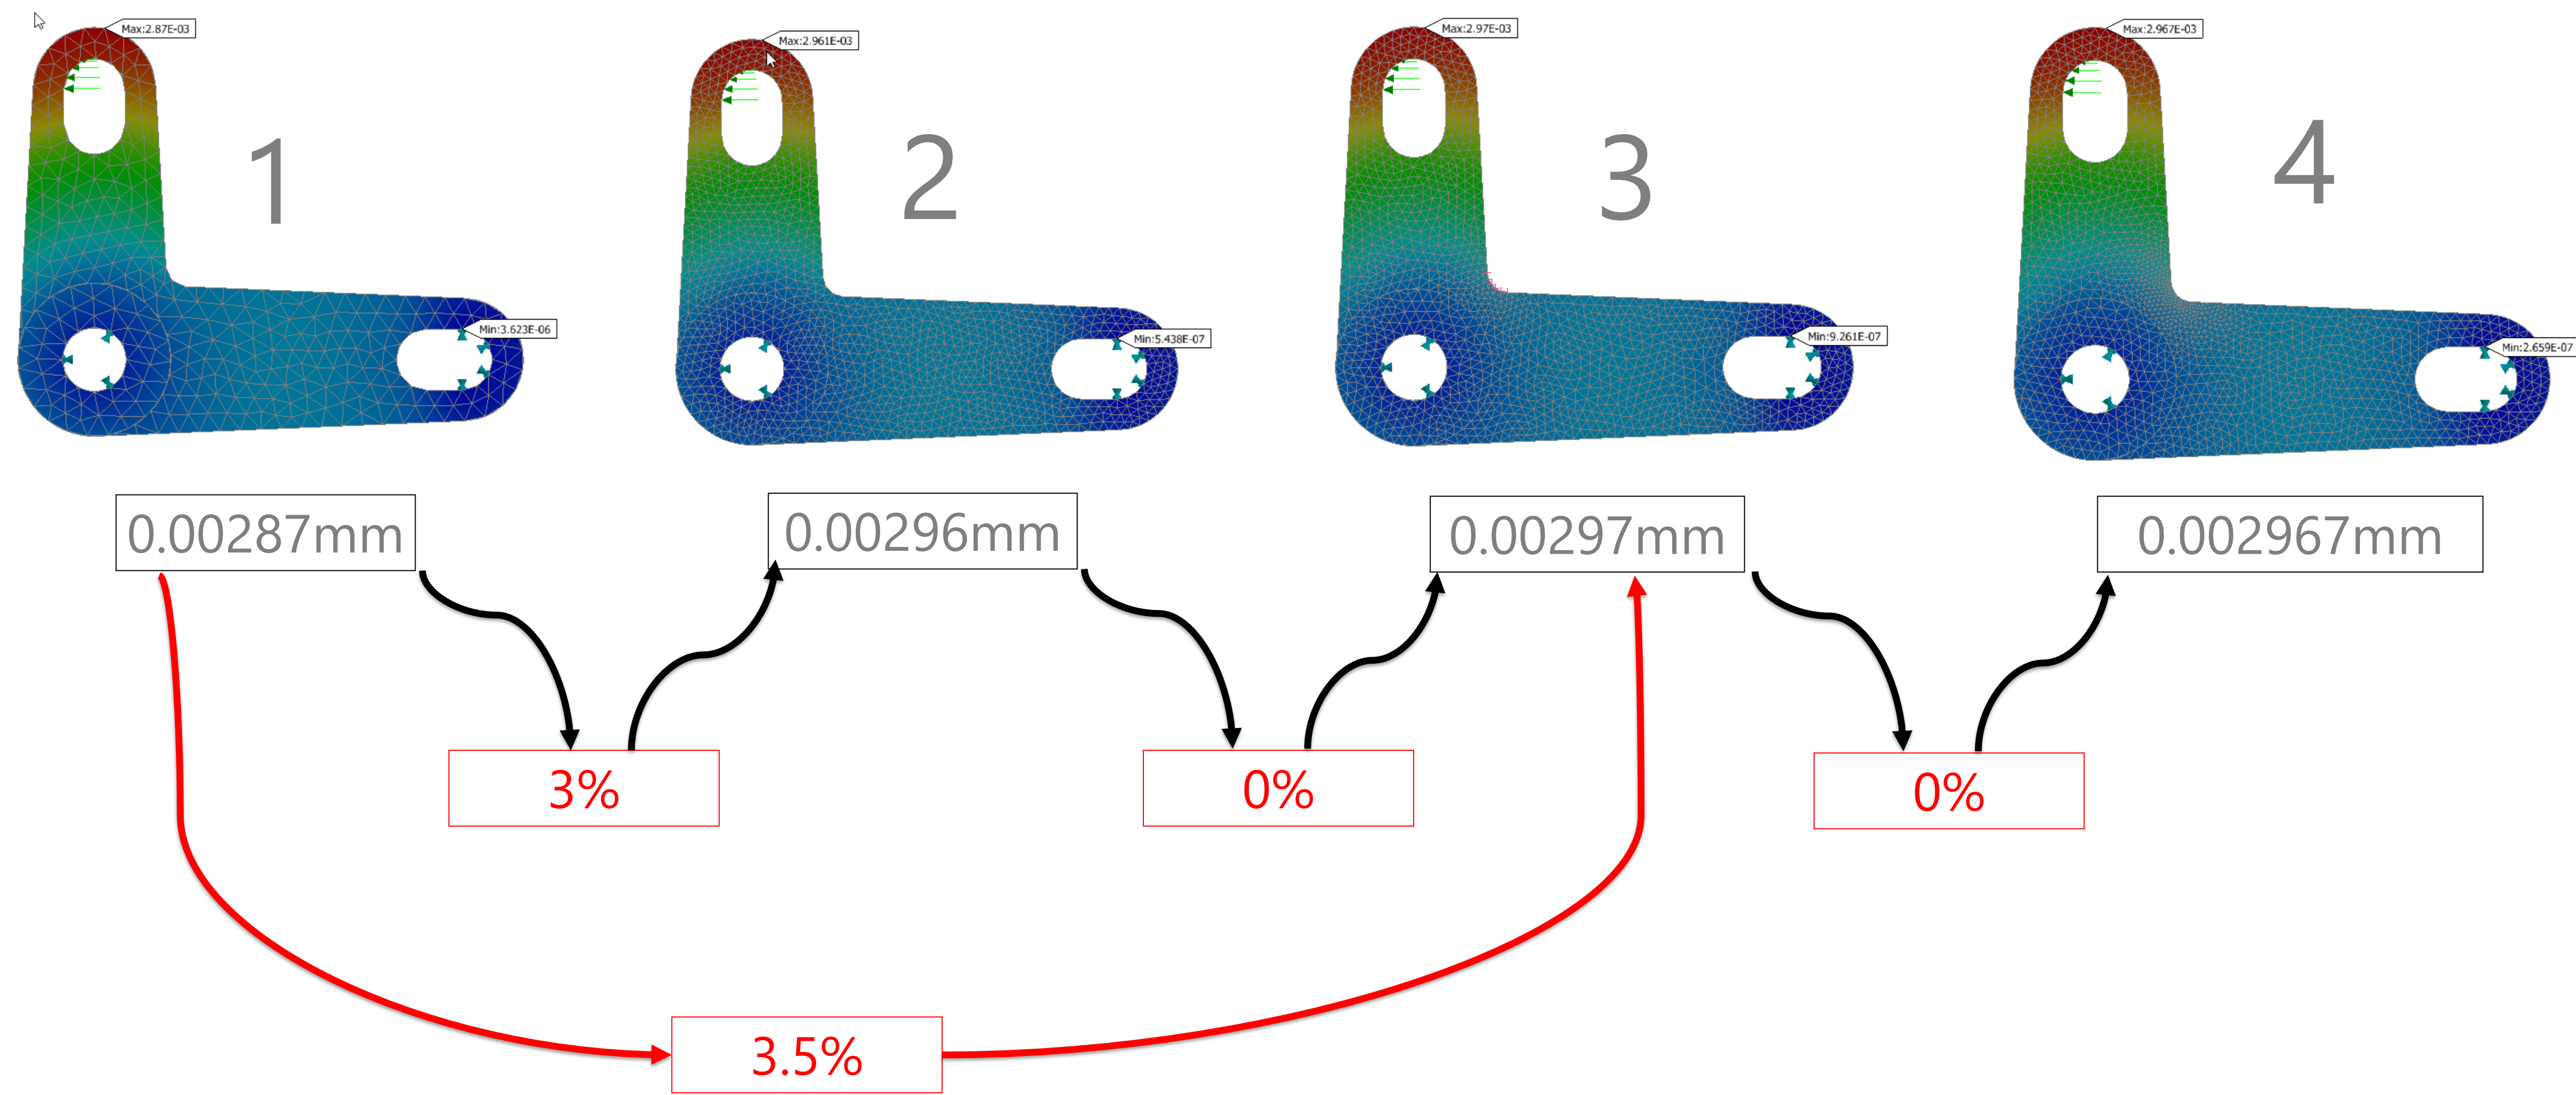 Max:2.87E-03
Max:2.961E-03
Max:2.97E-03
Max:2.967E-03
1
2
3
4
Min:3.623E-06
Min:5.438E-07
Min:9.261E-07
Min:2.659E-07
0.00287mm
0.00296mm
0.00297mm
0.002967mm
3%
0%
0%
3.5%